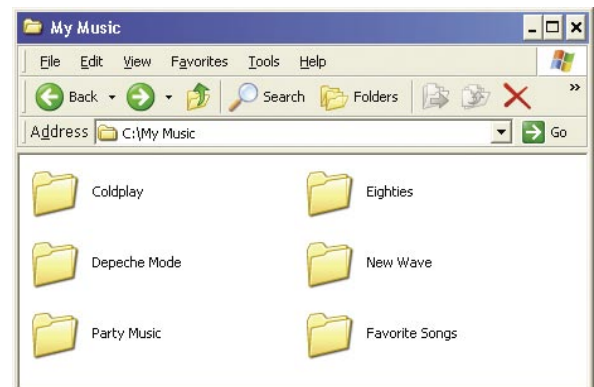 My Music
File Edit View Favorites Tools Help
Back Search Folders »
Address C:\My Music Go
Coldplay Eighties
Depeche Mode New Wave
Party Music Favorite Songs